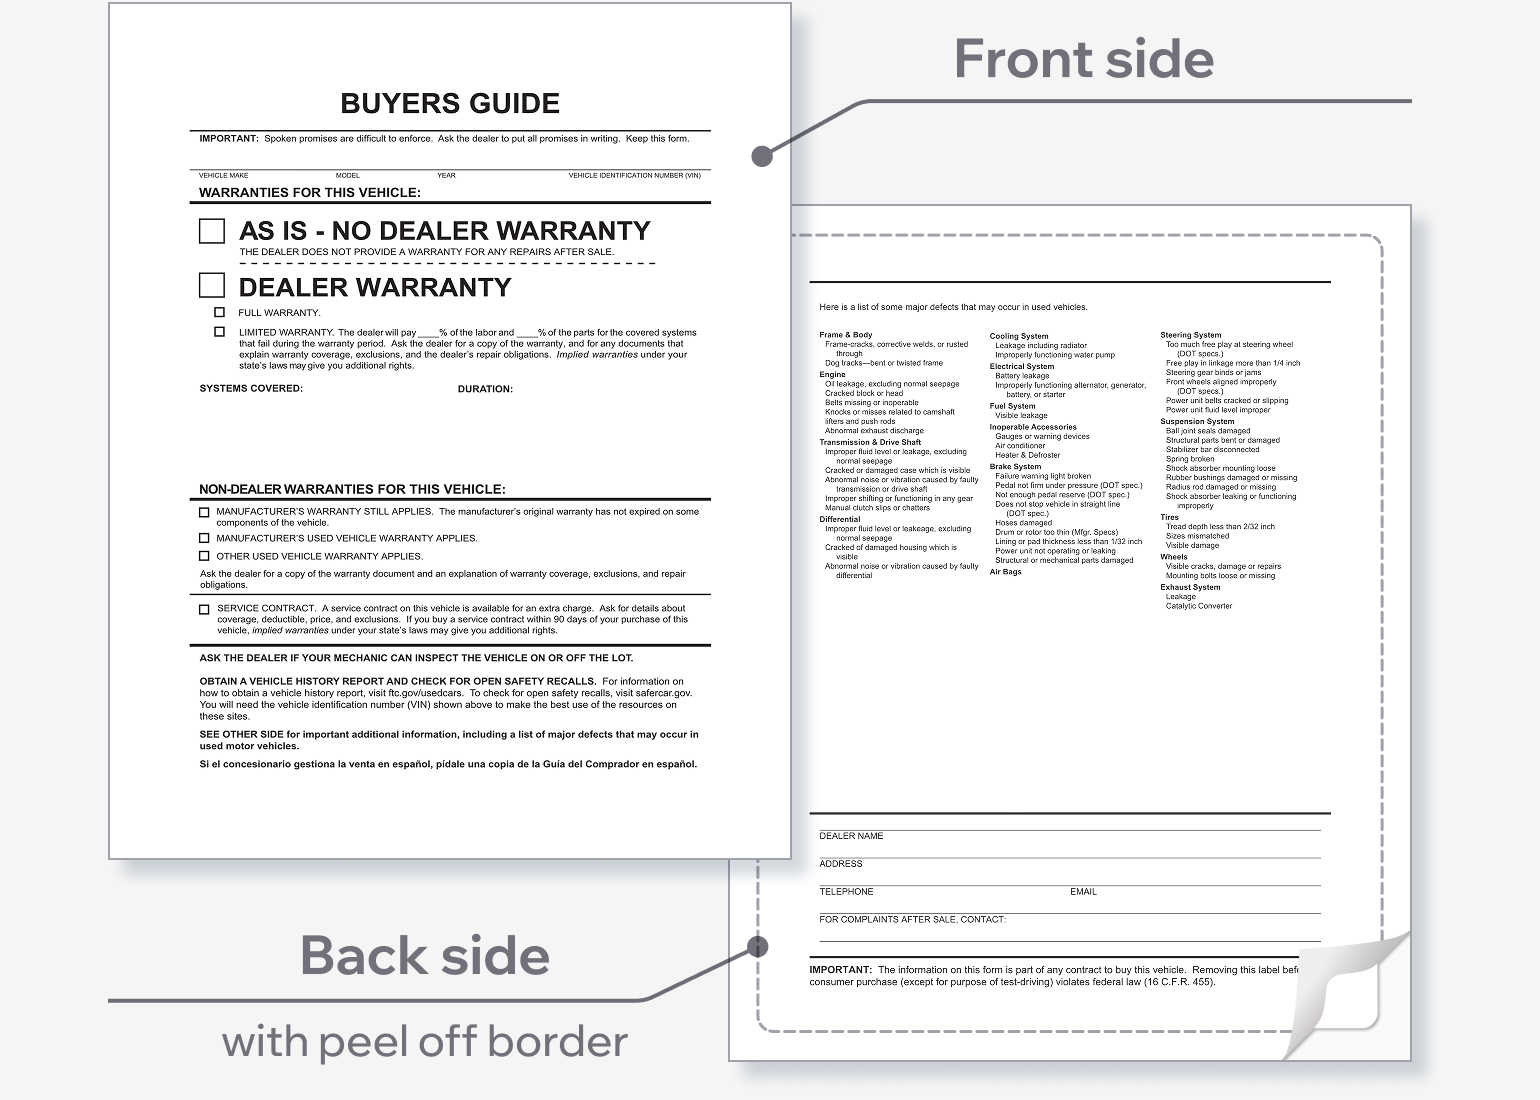 Front side
BUYERS GUIDE
IMPORTANT: Spoken promises are difficult to enforce. Ask the dealer to put all promises in writing. Keep this form.
VEHICLE MAKE MODEL YEAR VEHICLE IDENTIFICATION NUMBER (VIN)
WARRANTIES FOR THIS VEHICLE:
AS IS - NO DEALER WARRANTY
THE DEALER DOES NOT PROVIDE A WARRANTY FOR ANY REPAIRS AFTER SALE.
DEALER WARRANTY
FULL WARRANTY.
LIMITED WARRANTY. The dealer will pay ____% of the labor and ____% of the parts for the covered systems
that fail during the warranty period. Ask the dealer for a copy of the warranty, and for any documents that
explain warranty coverage, exclusions, and the dealer's repair obligations. Implied warranties under your
state's laws may give you additional rights.
SYSTEMS COVERED: DURATION:
NON-DEALER WARRANTIES FOR THIS VEHICLE:
MANUFACTURER'S WARRANTY STILL APPLIES. The manufacturer's original warranty has not expired on some
components of the vehicle.
MANUFACTURER'S USED VEHICLE WARRANTY APPLIES.
OTHER USED VEHICLE WARRANTY APPLIES.
Ask the dealer for a copy of the warranty document and an explanation of warranty coverage, exclusions, and repair
obligations.
SERVICE CONTRACT. A service contract on this vehicle is available for an extra charge. Ask for details about
coverage, deductible, price, and exclusions. If you buy a service contract within 90 days of your purchase of this
vehicle, implied warranties under your state's laws may give you additional rights.
ASK THE DEALER IF YOUR MECHANIC CAN INSPECT THE VEHICLE ON OR OFF THE LOT.
OBTAIN A VEHICLE HISTORY REPORT AND CHECK FOR OPEN SAFETY RECALLS. For information on
how to obtain a vehicle history report, visit ftc.gov/usedcars. To check for open safety recalls, visit safercar.gov.
You will need the vehicle identification number (VIN) shown above to make the best use of the resources on
these sites.
SEE OTHER SIDE for important additional information, including a list of major defects that may occur in
used motor vehicles.
Si el concesionario gestiona la venta en español, pídale una copia de la Guía del Comprador en español.
Here is a list of some major defects that may occur in used vehicles.
Frame & Body
Frame-cracks, corrective welds, or rusted
through
Dog tracks—bent or twisted frame
Engine
Oil leakage, excluding normal seepage
Cracked block or head
Belts missing or inoperable
Knocks or misses related to camshaft
lifters and push rods
Abnormal exhaust discharge
Transmission & Drive Shaft
Improper fluid level or leakage, excluding
normal seepage
Cracked or damaged case which is visible
Abnormal noise or vibration caused by faulty
transmission or drive shaft
Improper shifting or functioning in any gear
Manual clutch slips or chatters
Differential
Improper fluid level or leakeage, excluding
normal seepage
Cracked of damaged housing which is
visible
Abnormal noise or vibration caused by faulty
differential
Cooling System
Leakage including radiator
Improperly functioning water pump
Electrical System
Battery leakage
Improperly functioning alternator, generator,
battery, or starter
Fuel System
Visible leakage
Inoperable Accessories
Gauges or warning devices
Air conditioner
Heater & Defroster
Brake System
Failure warning light broken
Pedal not firm under pressure (DOT spec.)
Not enough pedal reserve (DOT spec.)
Does not stop vehicle in straight line
(DOT spec.)
Hoses damaged
Drum or rotor too thin (Mfgr. Specs)
Lining or pad thickness less than 1/32 inch
Power unit not operating or leaking
Structural or mechanical parts damaged
Air Bags
Steering System
Too much free play at steering wheel
(DOT specs.)
Free play in linkage more than 1/4 inch
Steering gear binds or jams
Front wheels aligned improperly
(DOT specs.)
Power unit belts cracked or slipping
Power unit fluid level improper
Suspension System
Ball joint seals damaged
Structural parts bent or damaged
Stabilizer bar disconnected
Spring broken
Shock absorber mounting loose
Rubber bushings damaged or missing
Radius rod damaged or missing
Shock absorber leaking or functioning
improperly
Tires
Tread depth less than 2/32 inch
Sizes mismatched
Visible damage
Wheels
Visible cracks, damage or repairs
Mounting bolts loose or missing
Exhaust System
Leakage
Catalytic Converter
DEALER NAME
ADDRESS
TELEPHONE EMAIL
FOR COMPLAINTS AFTER SALE, CONTACT:
IMPORTANT: The information on this form is part of any contract to buy this vehicle. Removing this label
consumer purchase (except for purpose of test-driving) violates federal law (16 C.F.R. 455).
Back side
with peel off border